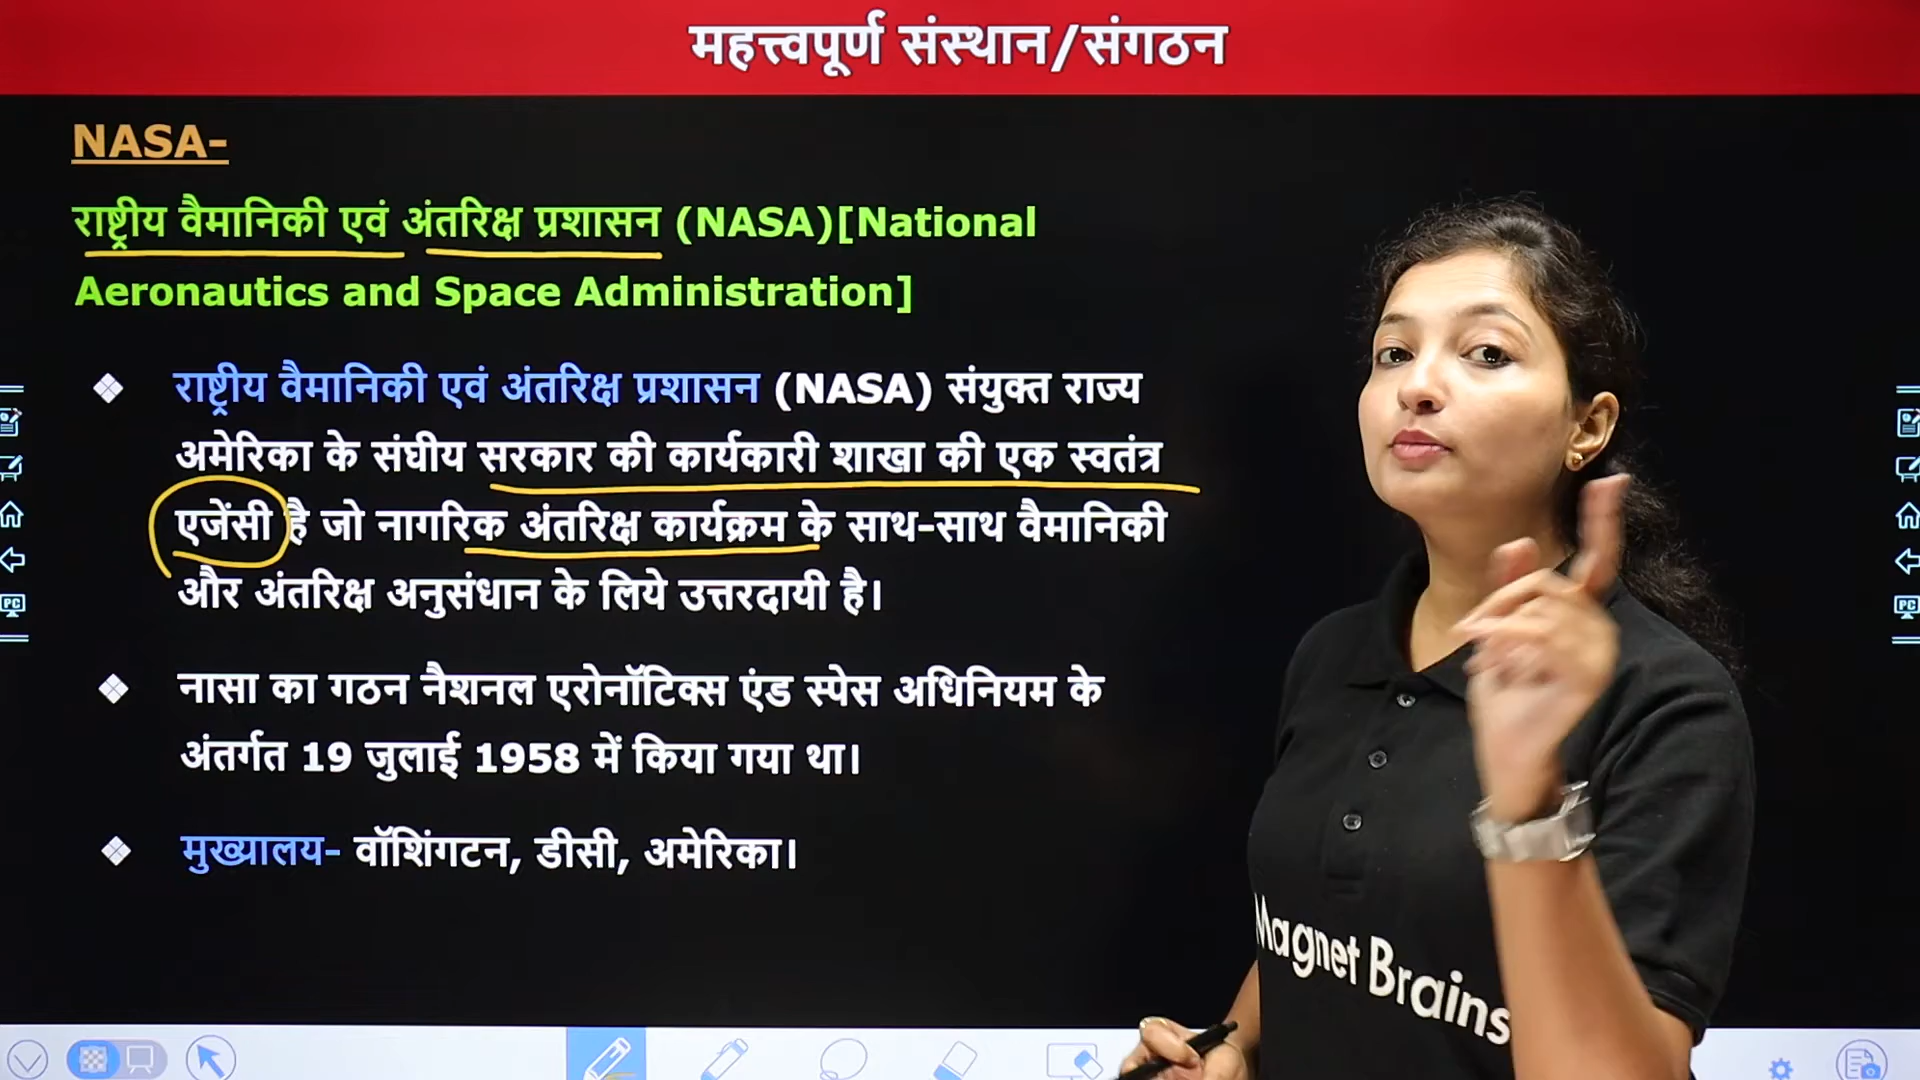 महत्त्वपूर्ण संस्थान/संगठन
NASA-
राष्ट्रीय वैमानिकी एवं अंतरिक्ष प्रशासन (NASA)[National
Aeronautics and Space Administration]
राष्ट्रीय वैमानिकी एवं अंतरिक्ष प्रशासन (NASA) संयुक्त राज्य
अमेरिका के संघीय सरकार की कार्यकारी शाखा की एक स्वतंत्र
एजेंसी है जो नागरिक अंतरिक्ष कार्यक्रम के साथ-साथ वैमानिकी
और अंतरिक्ष अनुसंधान के लिये उत्तरदायी है।
नासा का गठन नैशनल एरोनॉटिक्स एंड स्पेस अधिनियम के
अंतर्गत 19 जुलाई 1958 में किया गया था।
मुख्यालय- वॉशिंगटन, डीसी, अमेरिका।
Magnet Brains
PC
PC